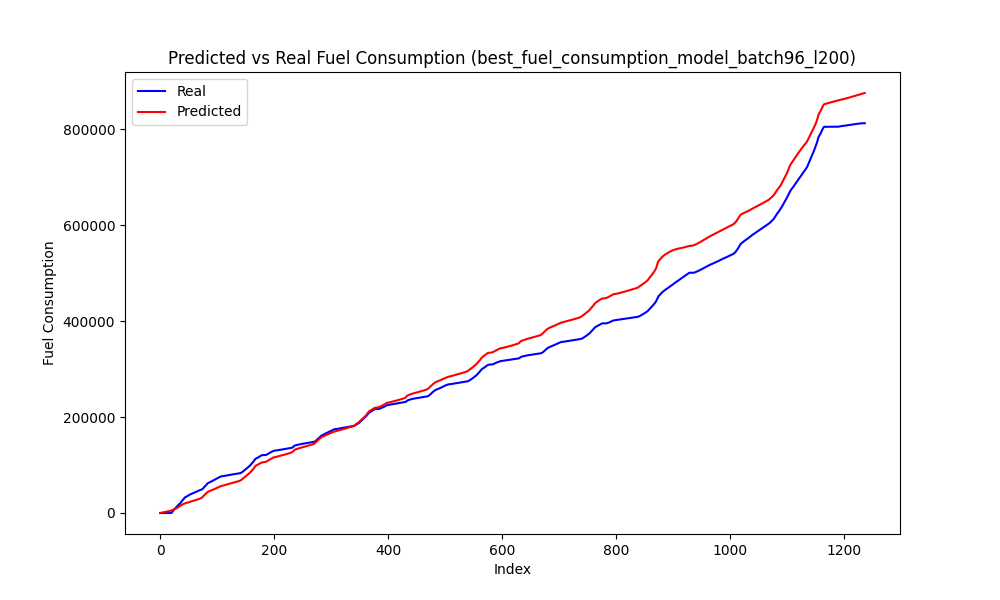 Predicted vs Real Fuel Consumption (best_fuel_consumption_model_batch96_l200)
Real
Predicted
800000
600000
400000
200000
0
Fuel Consumption
0 200 400 600 800 1000 1200
Index